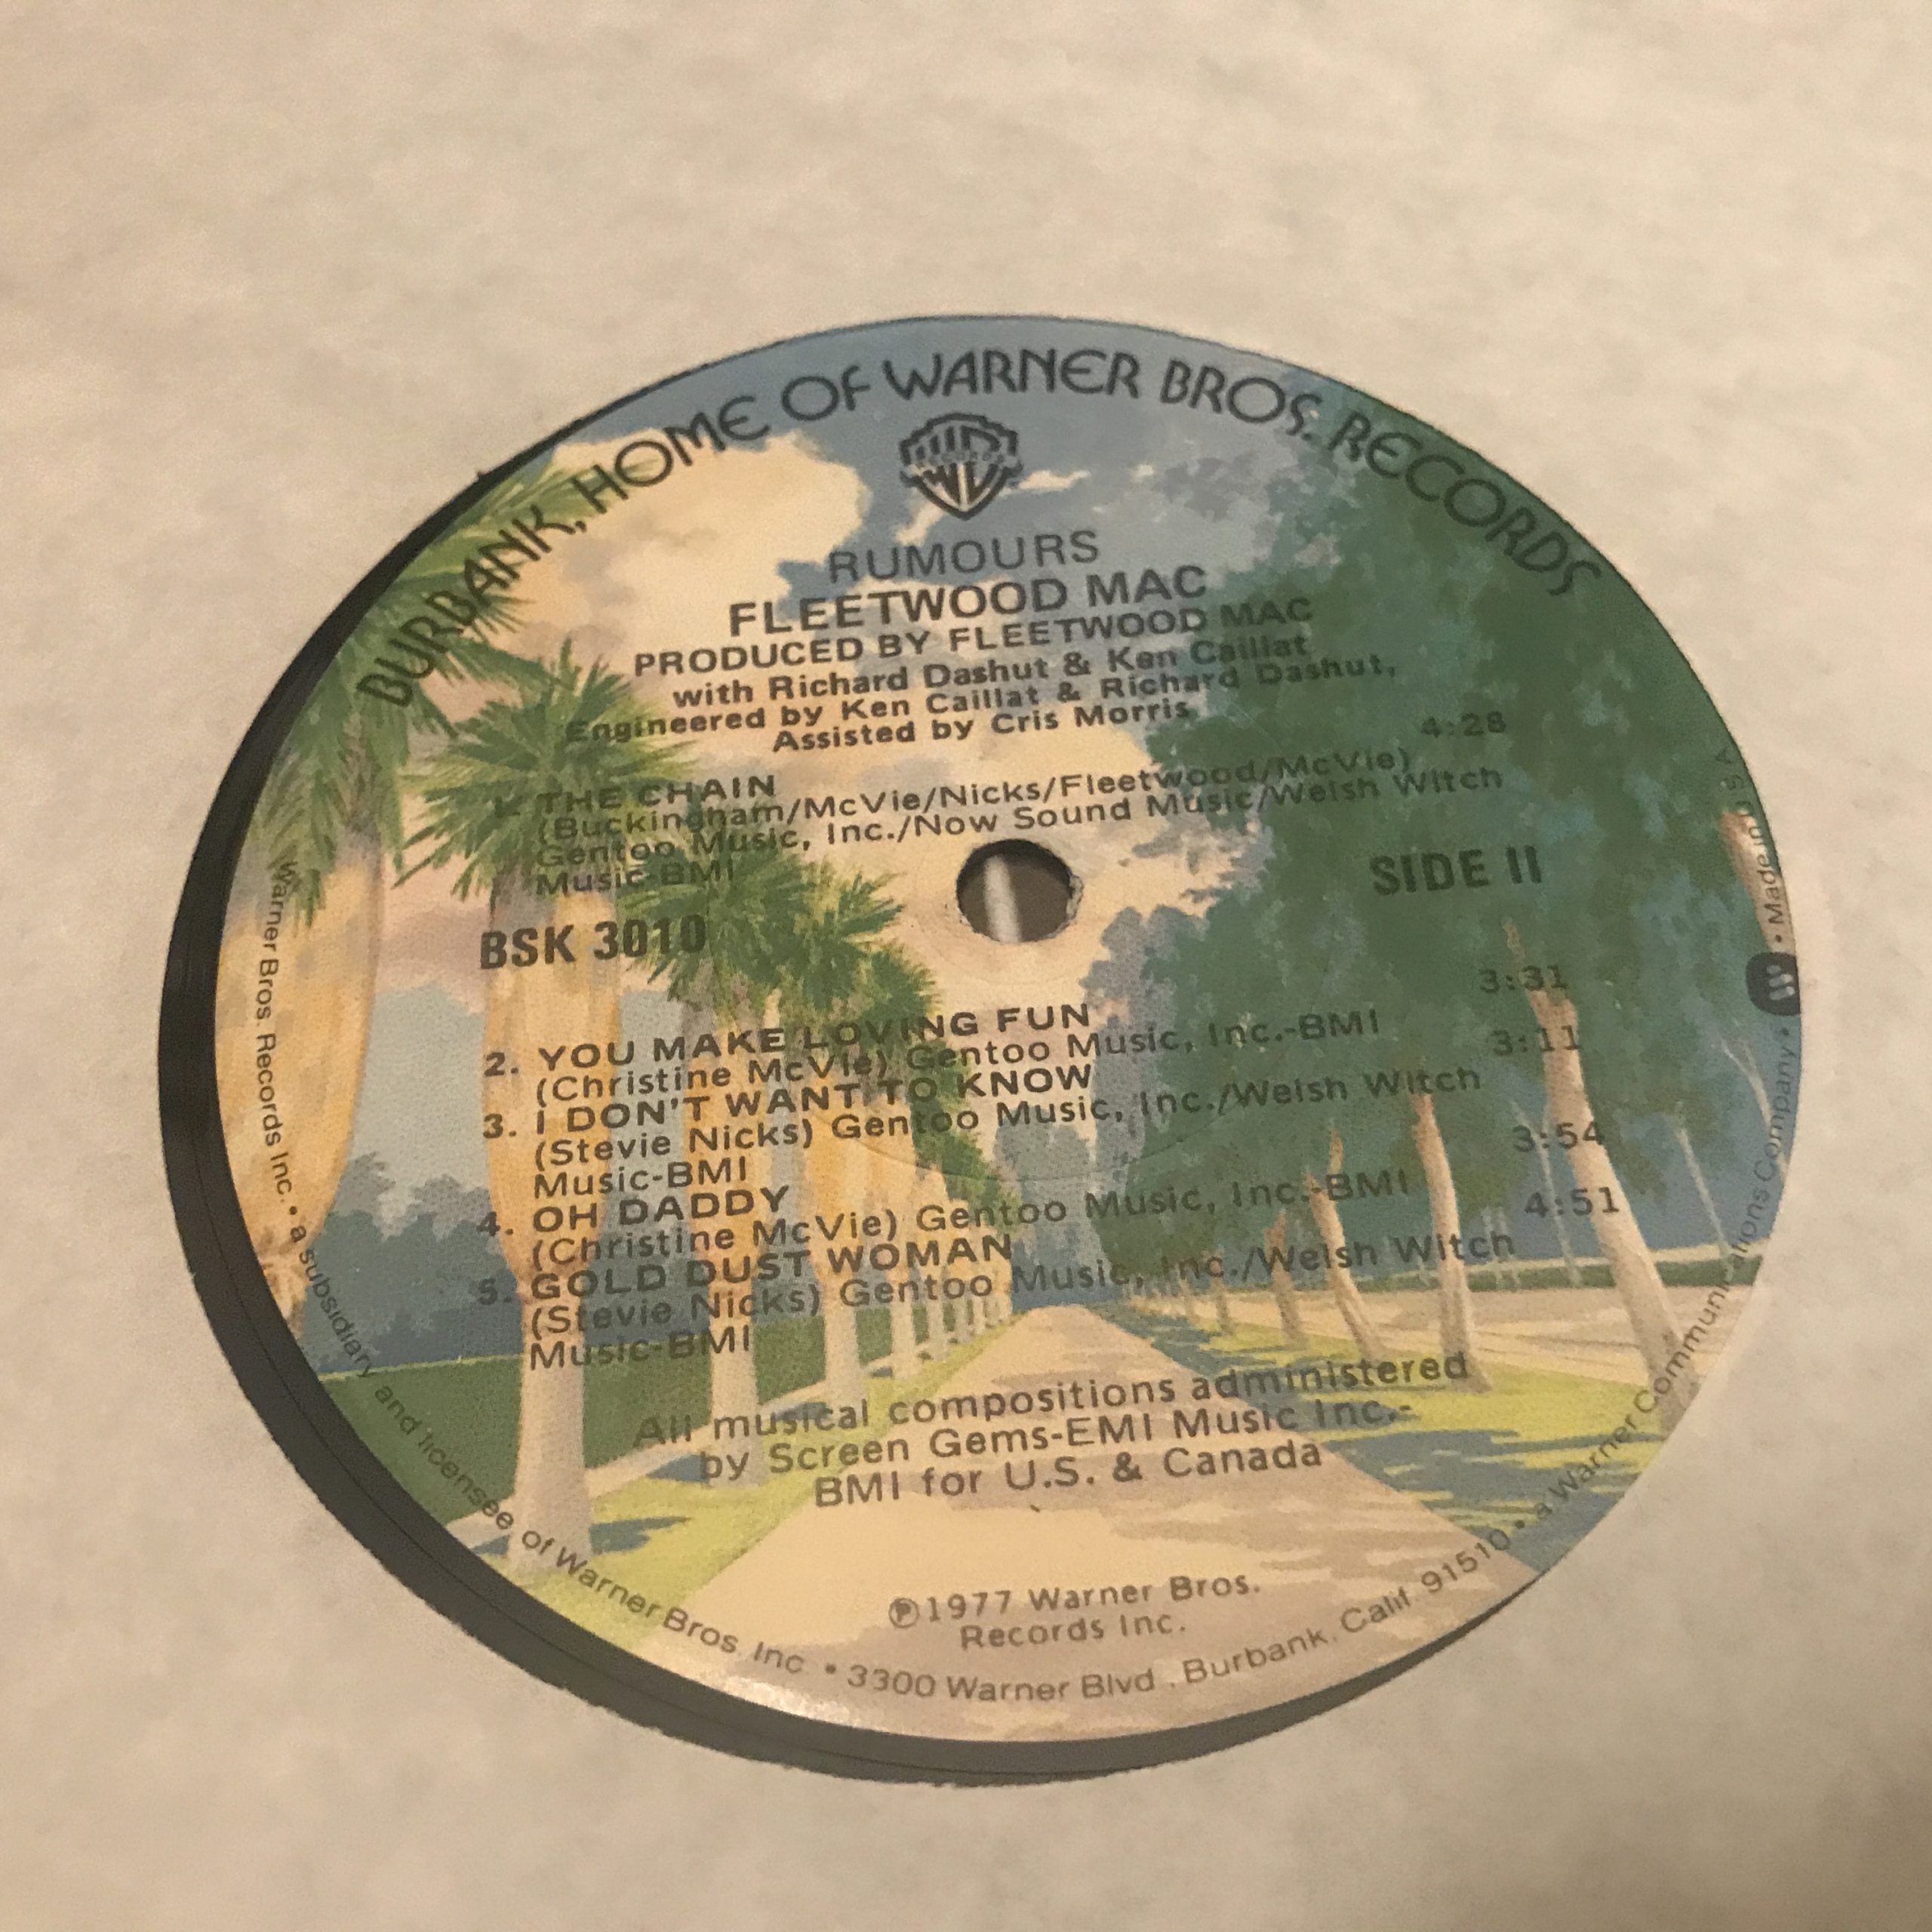 BURBANK, HOME OF WARNER BROS. RECORDS
RUMOURS
FLEETWOOD MAC
PRODUCED BY FLEETWOOD MAC
with Richard Dashut & Ken Caillat
Engineered by Ken Caillat & Richard Dashut,
Assisted by Cris Morris
1. THE CHAIN 4:28
(Buckingham/McVie/Nicks/Fleetwood/McVie)
Gentoo Music, Inc./Now Sound Music/Welsh Witch
Music-BMI
BSK 3010
SIDE II
2. YOU MAKE LOVING FUN 3:31
(Christine McVie) Gentoo Music, Inc.-BMI
3. I DON'T WANT TO KNOW 3:11
(Stevie Nicks) Gentoo Music, Inc./Welsh Witch
Music-BMI
4. OH DADDY 3:54
(Christine McVie) Gentoo Music, Inc.-BMI
5. GOLD DUST WOMAN 4:51
(Stevie Nicks) Gentoo Music, Inc./Welsh Witch
Music-BMI
All musical compositions administered
by Screen Gems-EMI Music Inc.-
BMI for U.S. & Canada
℗1977 Warner Bros.
Records Inc.
Warner Bros. Records Inc. • a subsidiary and licensee of Warner Bros. Inc. • 3300 Warner Blvd., Burbank, Calif. 91510 • a Warner Communications Company • W • Made in U.S.A.